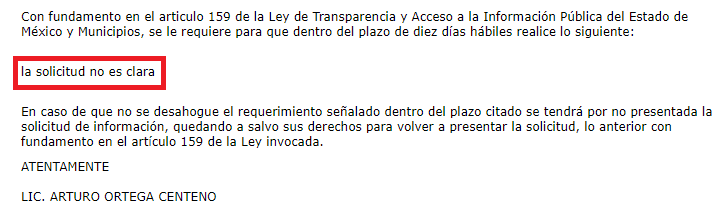 Con fundamento en el articulo 159 de la Ley de Transparencia y Acceso a la Información Pública del Estado de
México y Municipios, se le requiere para que dentro del plazo de diez días hábiles realice lo siguiente:
la solicitud no es clara
En caso de que no se desahogue el requerimiento señalado dentro del plazo citado se tendrá por no presentada la
solicitud de información, quedando a salvo sus derechos para volver a presentar la solicitud, lo anterior con
fundamento en el artículo 159 de la Ley invocada.
ATENTAMENTE
LIC. ARTURO ORTEGA CENTENO